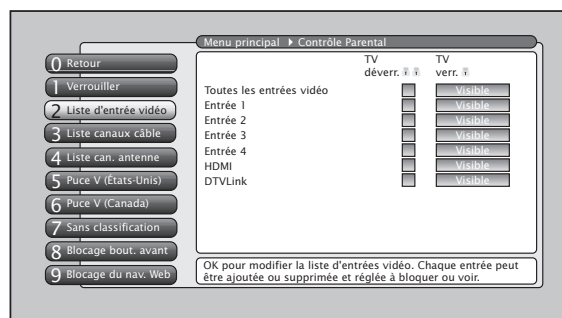 Menu principal ▶ Contrôle Parental
0 Retour
1 Verrouiller
2 Liste d'entrée vidéo
3 Liste canaux câble
4 Liste can. antenne
5 Puce V (États-Unis)
6 Puce V (Canada)
7 Sans classification
8 Blocage bout. avant
9 Blocage du nav. Web
TV déverr.
TV verr.
Toutes les entrées vidéo Visible
Entrée 1 Visible
Entrée 2 Visible
Entrée 3 Visible
Entrée 4 Visible
HDMI Visible
DTVLink Visible
OK pour modifier la liste d'entrées vidéo. Chaque entrée peut
être ajoutée ou supprimée et réglée à bloquer ou voir.